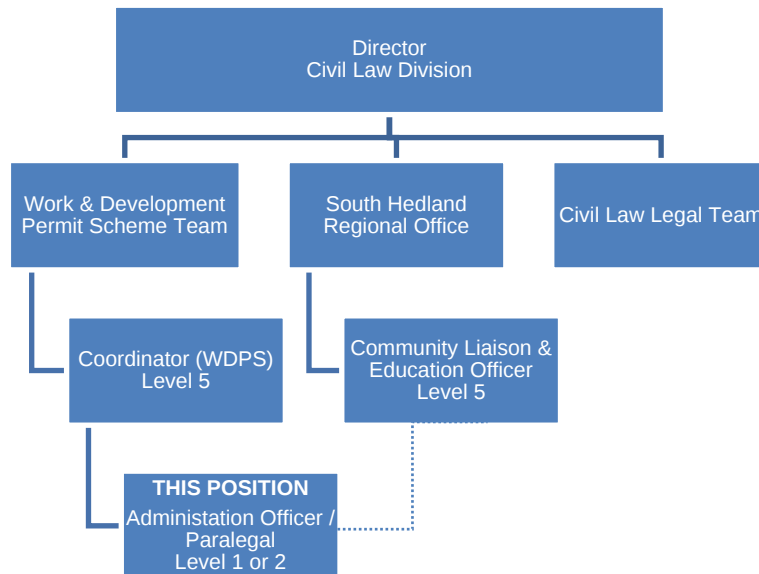 Director
Civil Law Division
Work & Development
Permit Scheme Team
South Hedland
Regional Office
Civil Law Legal Team
Coordinator (WDPS)
Level 5
Community Liaison &
Education Officer
Level 5
THIS POSITION
Administation Officer /
Paralegal
Level 1 or 2